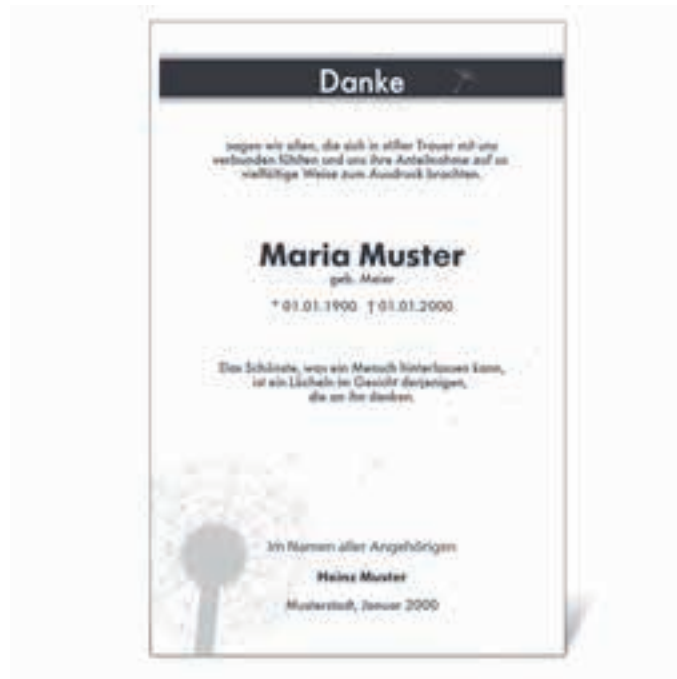 Danke
sagen wir allen, die sich in stiller Trauer mit uns
verbunden fühlten und uns ihre Anteilnahme auf so
vielfältige Weise zum Ausdruck brachten.
Maria Muster
geb. Meier
* 01.01.1900 † 01.01.2000
Das Schönste, was ein Mensch hinterlassen kann,
ist ein Lächeln im Gesicht derjenigen,
die an ihn denken.
Im Namen aller Angehörigen
Heinz Muster
Musterstadt, Januar 2000